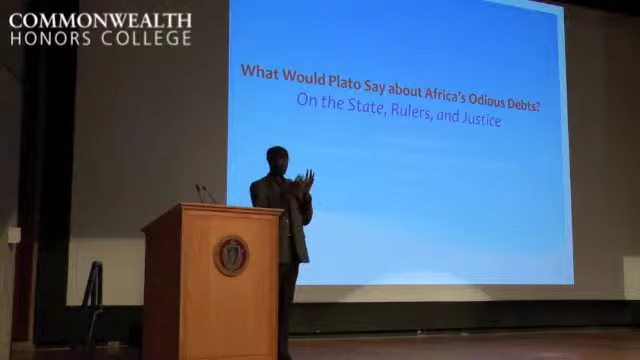 COMMONWEALTH
HONORS COLLEGE
What Would Plato Say about Africa's Odious Debts?
On the State, Rulers, and Justice